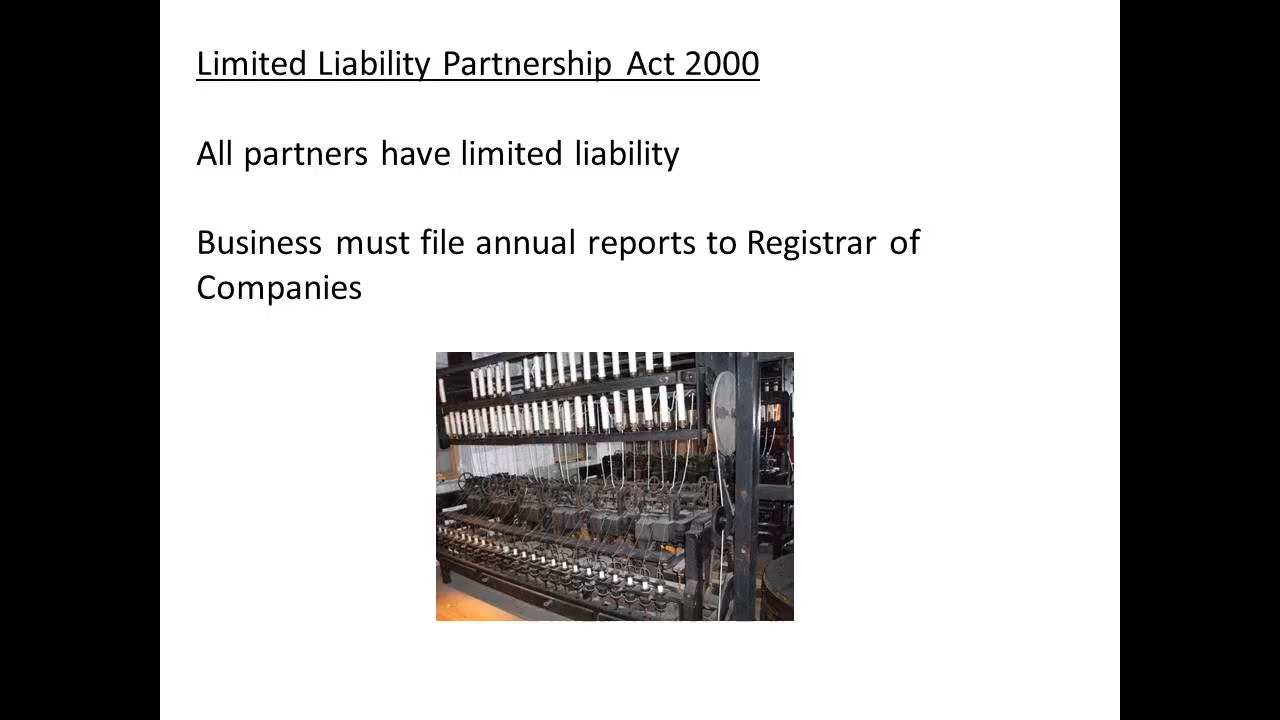 Limited Liability Partnership Act 2000
All partners have limited liability
Business must file annual reports to Registrar of
Companies